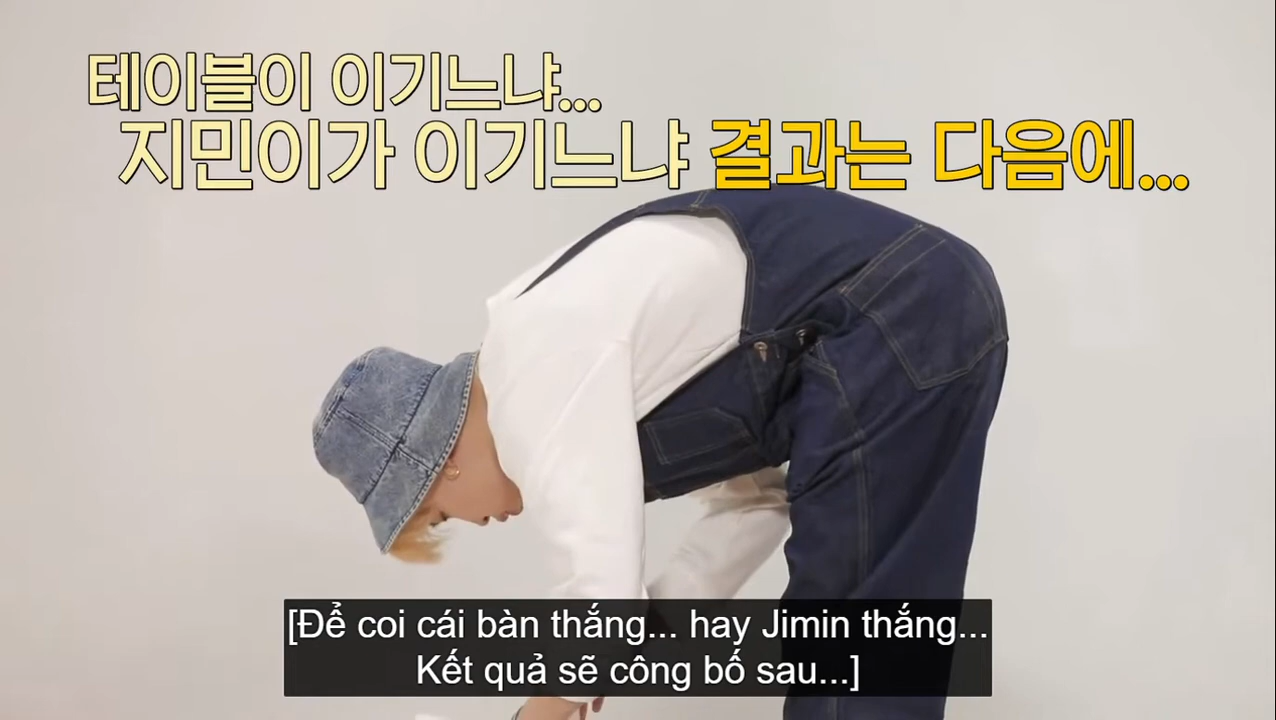 테이블이 이기느냐...
지민이가 이기느냐 결과는 다음에...
[Để coi cái bàn thắng... hay Jimin thắng...
Kết quả sẽ công bố sau...]